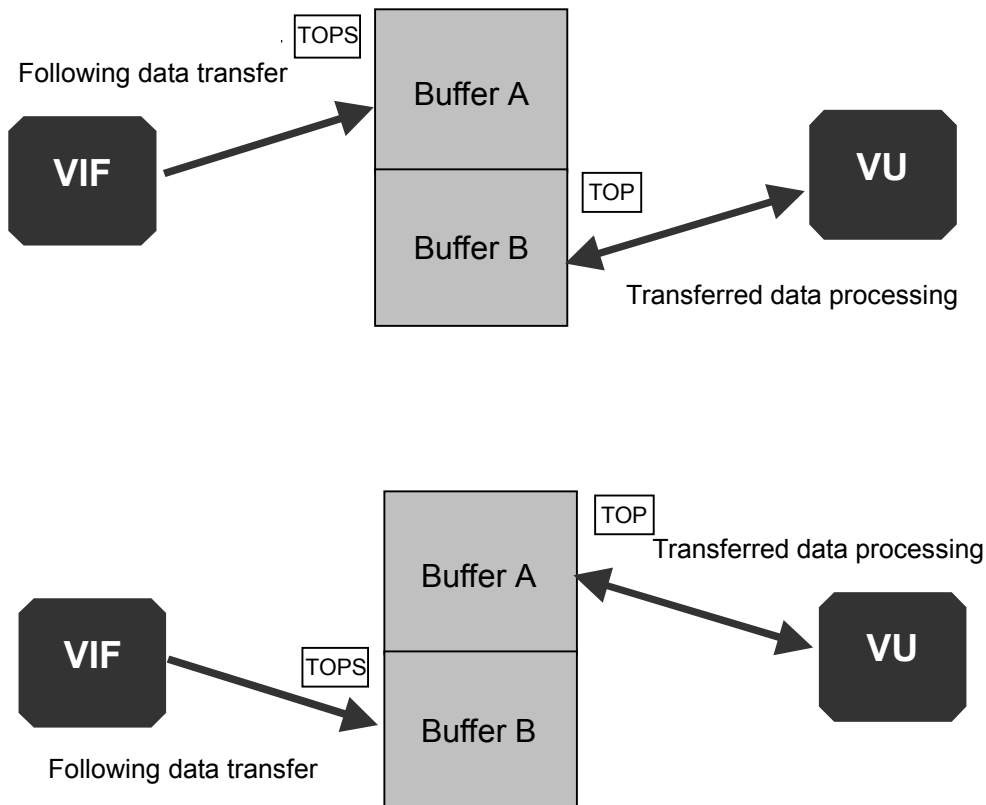 TOPS
Following data transfer
Buffer A
VIF
VU
TOP
Buffer B
Transferred data processing
TOP
Transferred data processing
Buffer A
VIF
VU
TOPS
Buffer B
Following data transfer